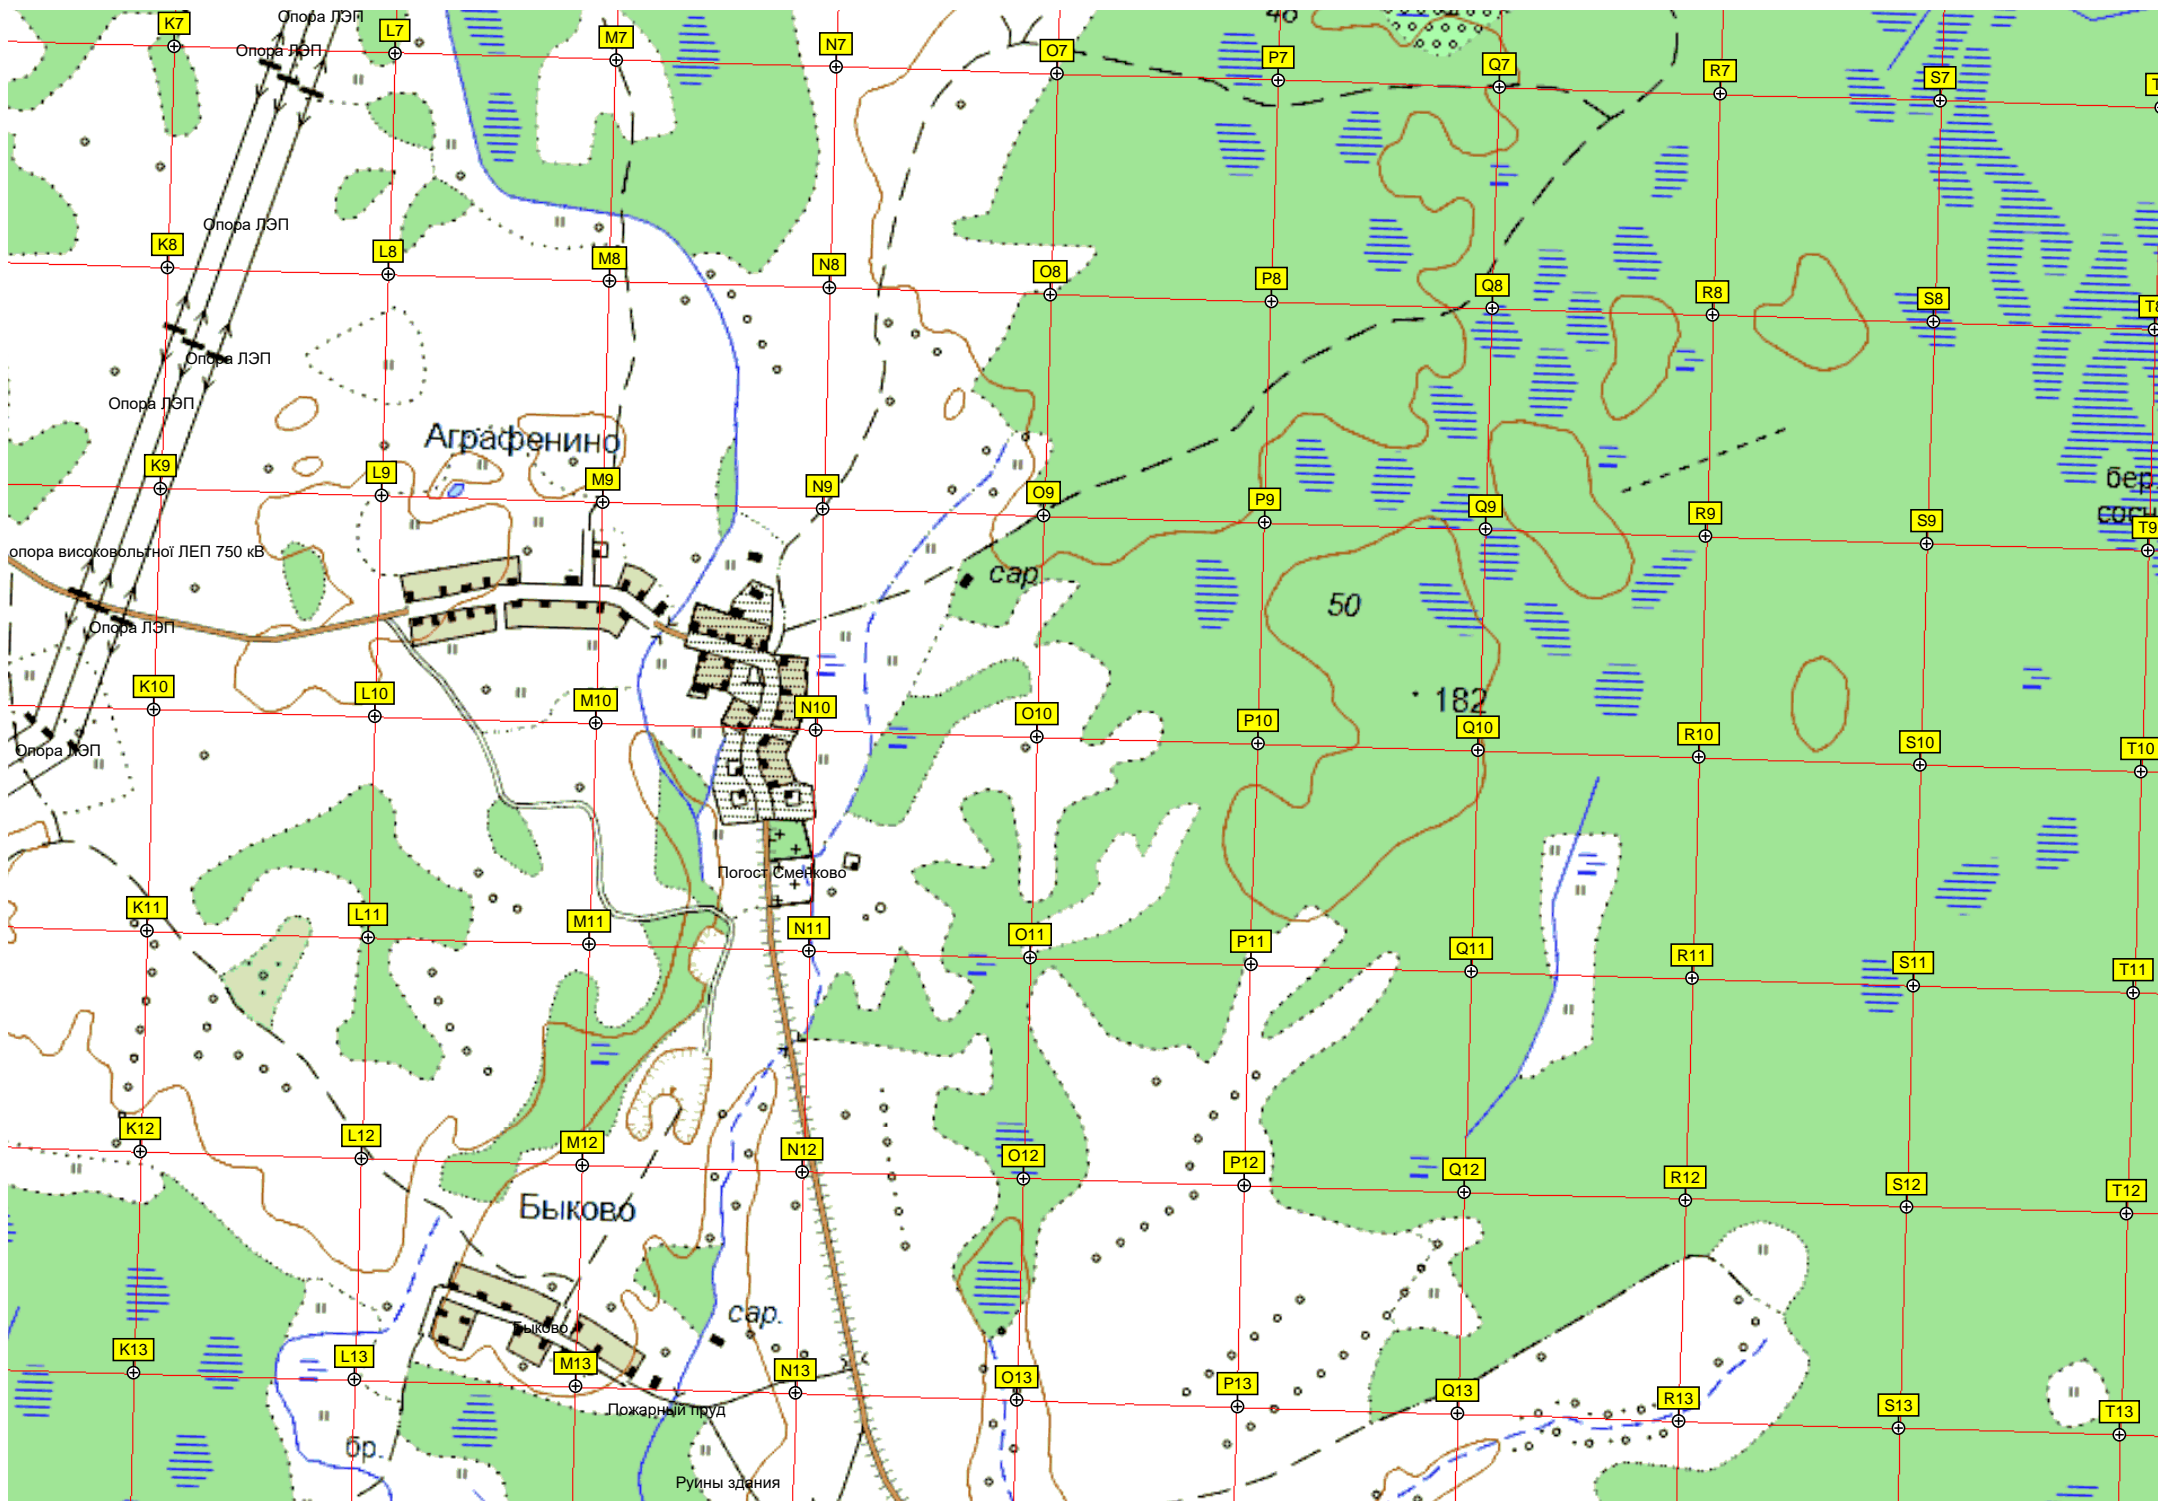 48
Опора ЛЭП
K7
L7
M7
N7
O7
P7
Q7
R7
S7
Опора ЛЭП
Опора ЛЭП
K8
L8
M8
N8
O8
P8
Q8
R8
S8
T8
Опора ЛЭП
Опора ЛЭП
Аграфенино
K9
L9
M9
N9
O9
P9
Q9
R9
S9
T9
бер
сосн
опора високовольтної ЛЕП 750 кВ
сар.
50
Опора ЛЭП
182
K10
L10
M10
N10
O10
P10
Q10
R10
S10
T10
Опора ЛЭП
Погост Сменково
K11
L11
M11
N11
O11
P11
Q11
R11
S11
T11
K12
L12
M12
N12
O12
P12
Q12
R12
S12
T12
Быково
сар.
Быково
K13
L13
M13
N13
O13
P13
Q13
R13
S13
T13
Пожарный пруд
бр.
Руины здания